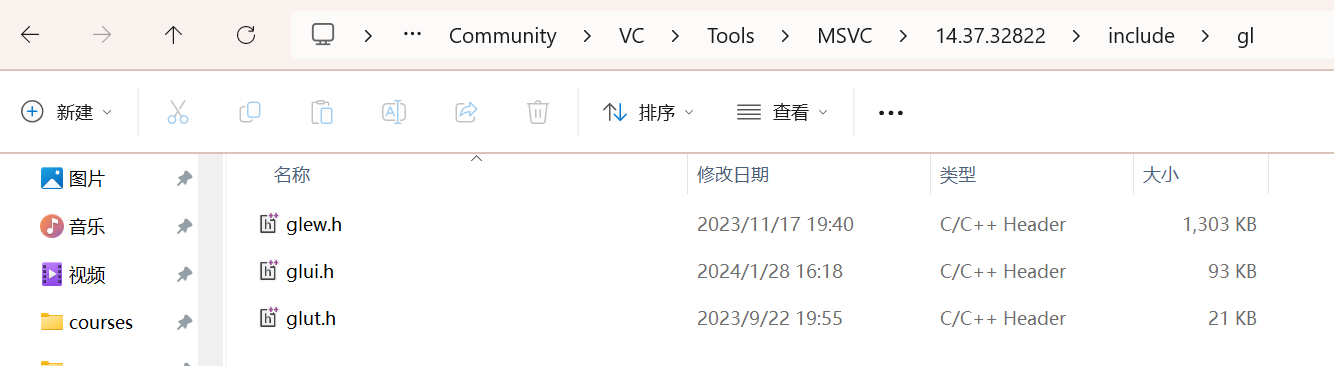 … Community VC Tools MSVC 14.37.32822 include gl
新建 排序 查看 •••
名称 修改日期 类型 大小
图片
音乐
视频
courses
glew.h 2023/11/17 19:40 C/C++ Header 1,303 KB
glui.h 2024/1/28 16:18 C/C++ Header 93 KB
glut.h 2023/9/22 19:55 C/C++ Header 21 KB